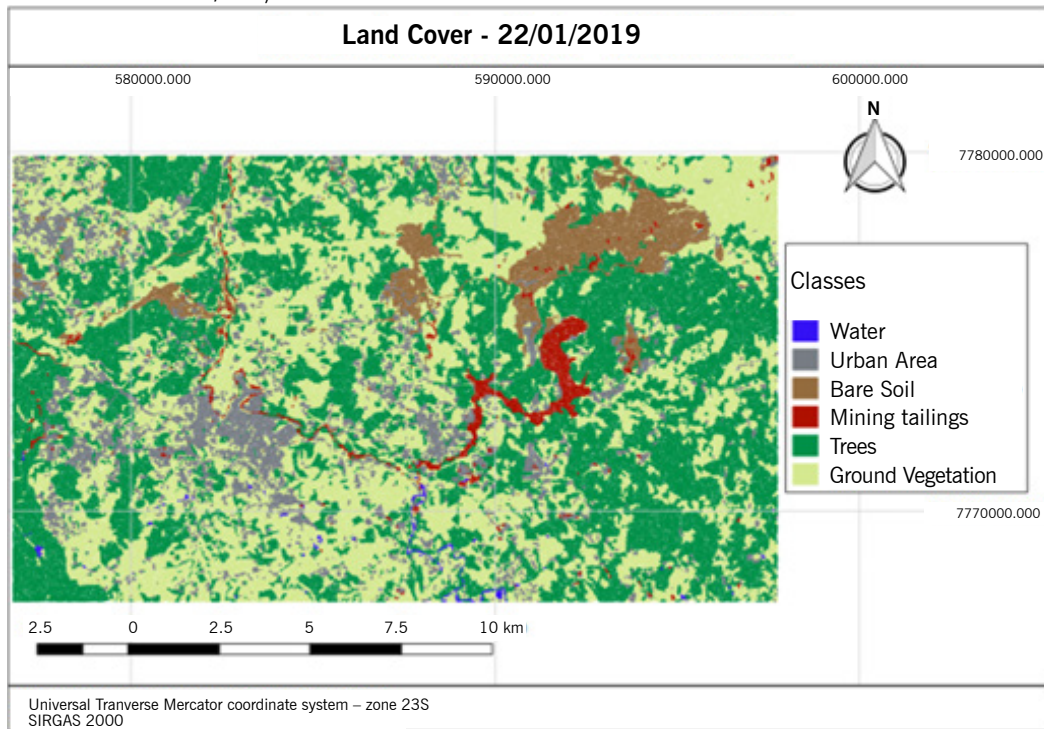 Land Cover - 22/01/2019
580000.000 590000.000 600000.000
N
7780000.000
Classes
Water
Urban Area
Bare Soil
Mining tailings
Trees
Ground Vegetation
7770000.000
2.5 0 2.5 5 7.5 10 km
Universal Tranverse Mercator coordinate system – zone 23S
SIRGAS 2000